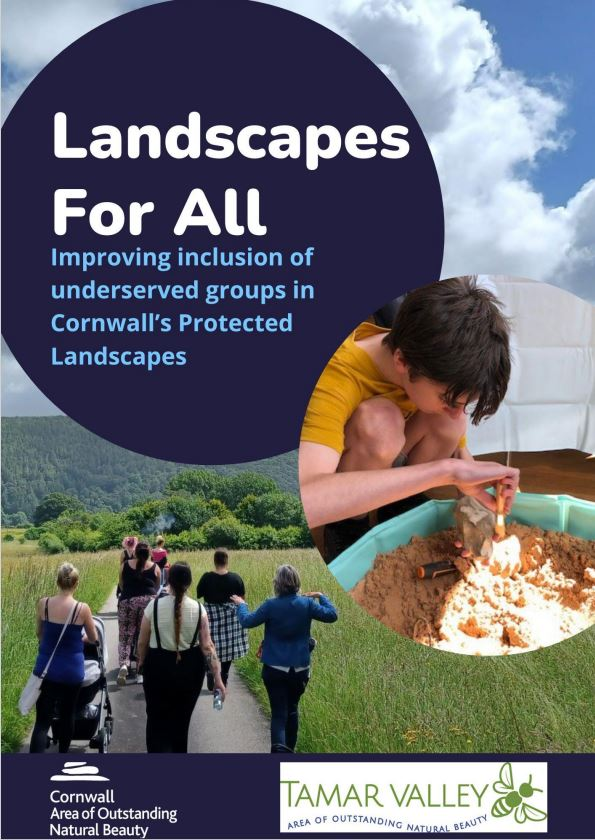 Landscapes
For All
Improving inclusion of
underserved groups in
Cornwall’s Protected
Landscapes
Cornwall
Area of Outstanding
Natural Beauty
TAMAR VALLEY
AREA OF OUTSTANDING NATURAL BEAUTY